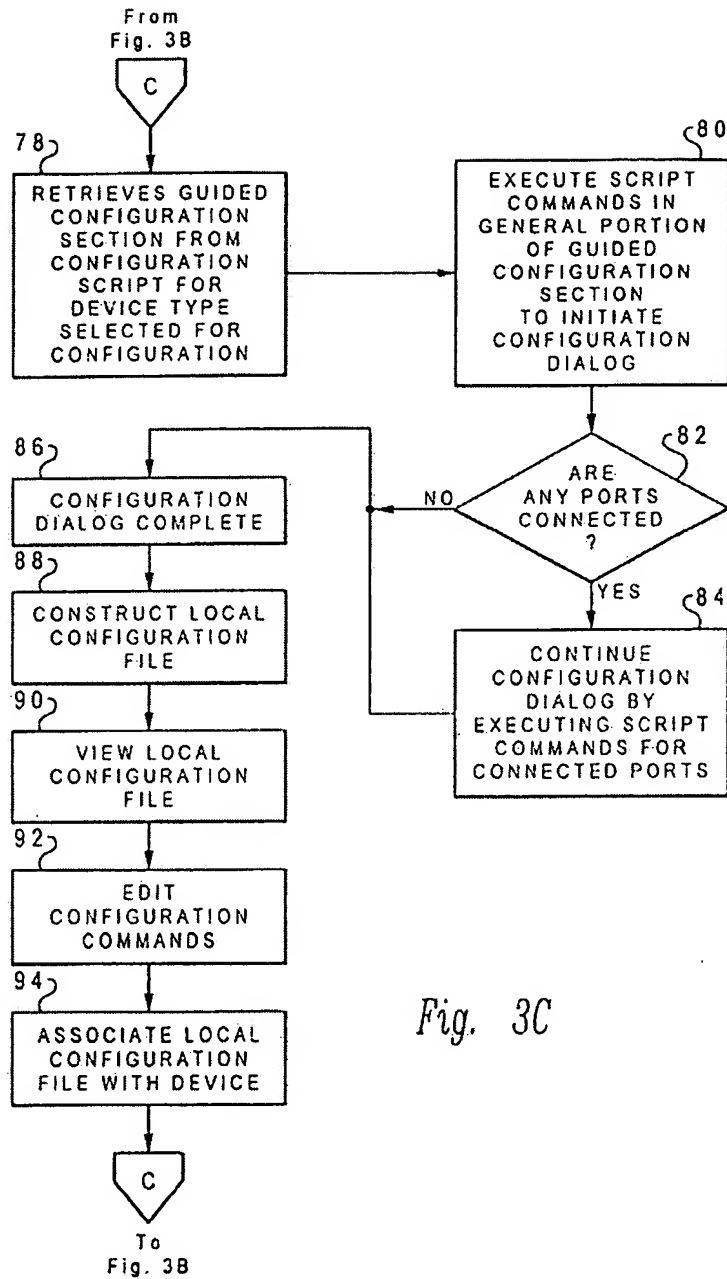 From
Fig. 3B
C
78
RETRIEVES GUIDED
CONFIGURATION
SECTION FROM
CONFIGURATION
SCRIPT FOR
DEVICE TYPE
SELECTED FOR
CONFIGURATION
80
EXECUTE SCRIPT
COMMANDS IN
GENERAL PORTION
OF GUIDED
CONFIGURATION
SECTION
TO INITIATE
CONFIGURATION
DIALOG
82
ARE
ANY PORTS
CONNECTED
?
NO
YES
84
CONTINUE
CONFIGURATION
DIALOG BY
EXECUTING SCRIPT
COMMANDS FOR
CONNECTED PORTS
86
CONFIGURATION
DIALOG COMPLETE
88
CONSTRUCT LOCAL
CONFIGURATION
FILE
90
VIEW LOCAL
CONFIGURATION
FILE
92
EDIT
CONFIGURATION
COMMANDS
94
ASSOCIATE LOCAL
CONFIGURATION
FILE WITH DEVICE
C
To
Fig. 3B
Fig. 3C